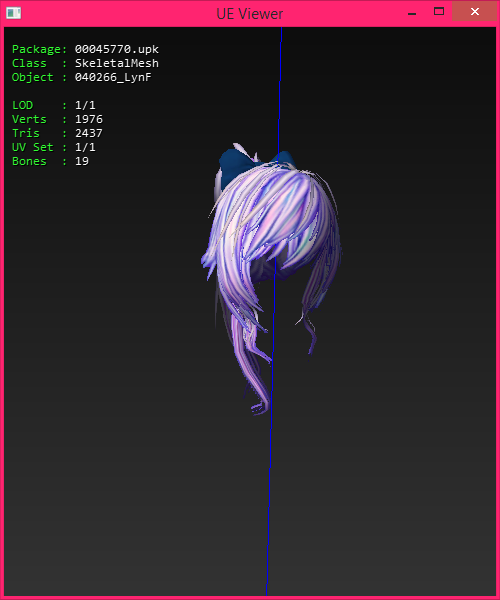 UE Viewer
Package: 00045770.upk
Class : SkeletalMesh
Object : 040266_LynF
LOD : 1/1
Verts : 1976
Tris : 2437
UV Set : 1/1
Bones : 19